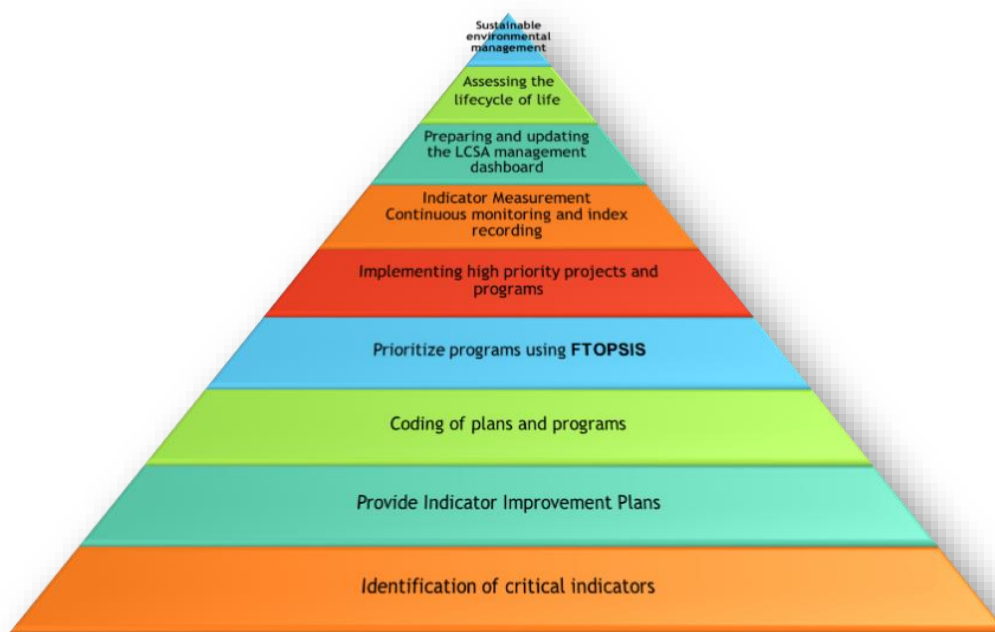 Sustainable
environmental
management
Assessing the
lifecycle of life
Preparing and updating
the LCSA management
dashboard
Indicator Measurement
Continuous monitoring and index
recording
Implementing high priority projects and
programs
Prioritize programs using FTOPSIS
Coding of plans and programs
Provide Indicator Improvement Plans
Identification of critical indicators